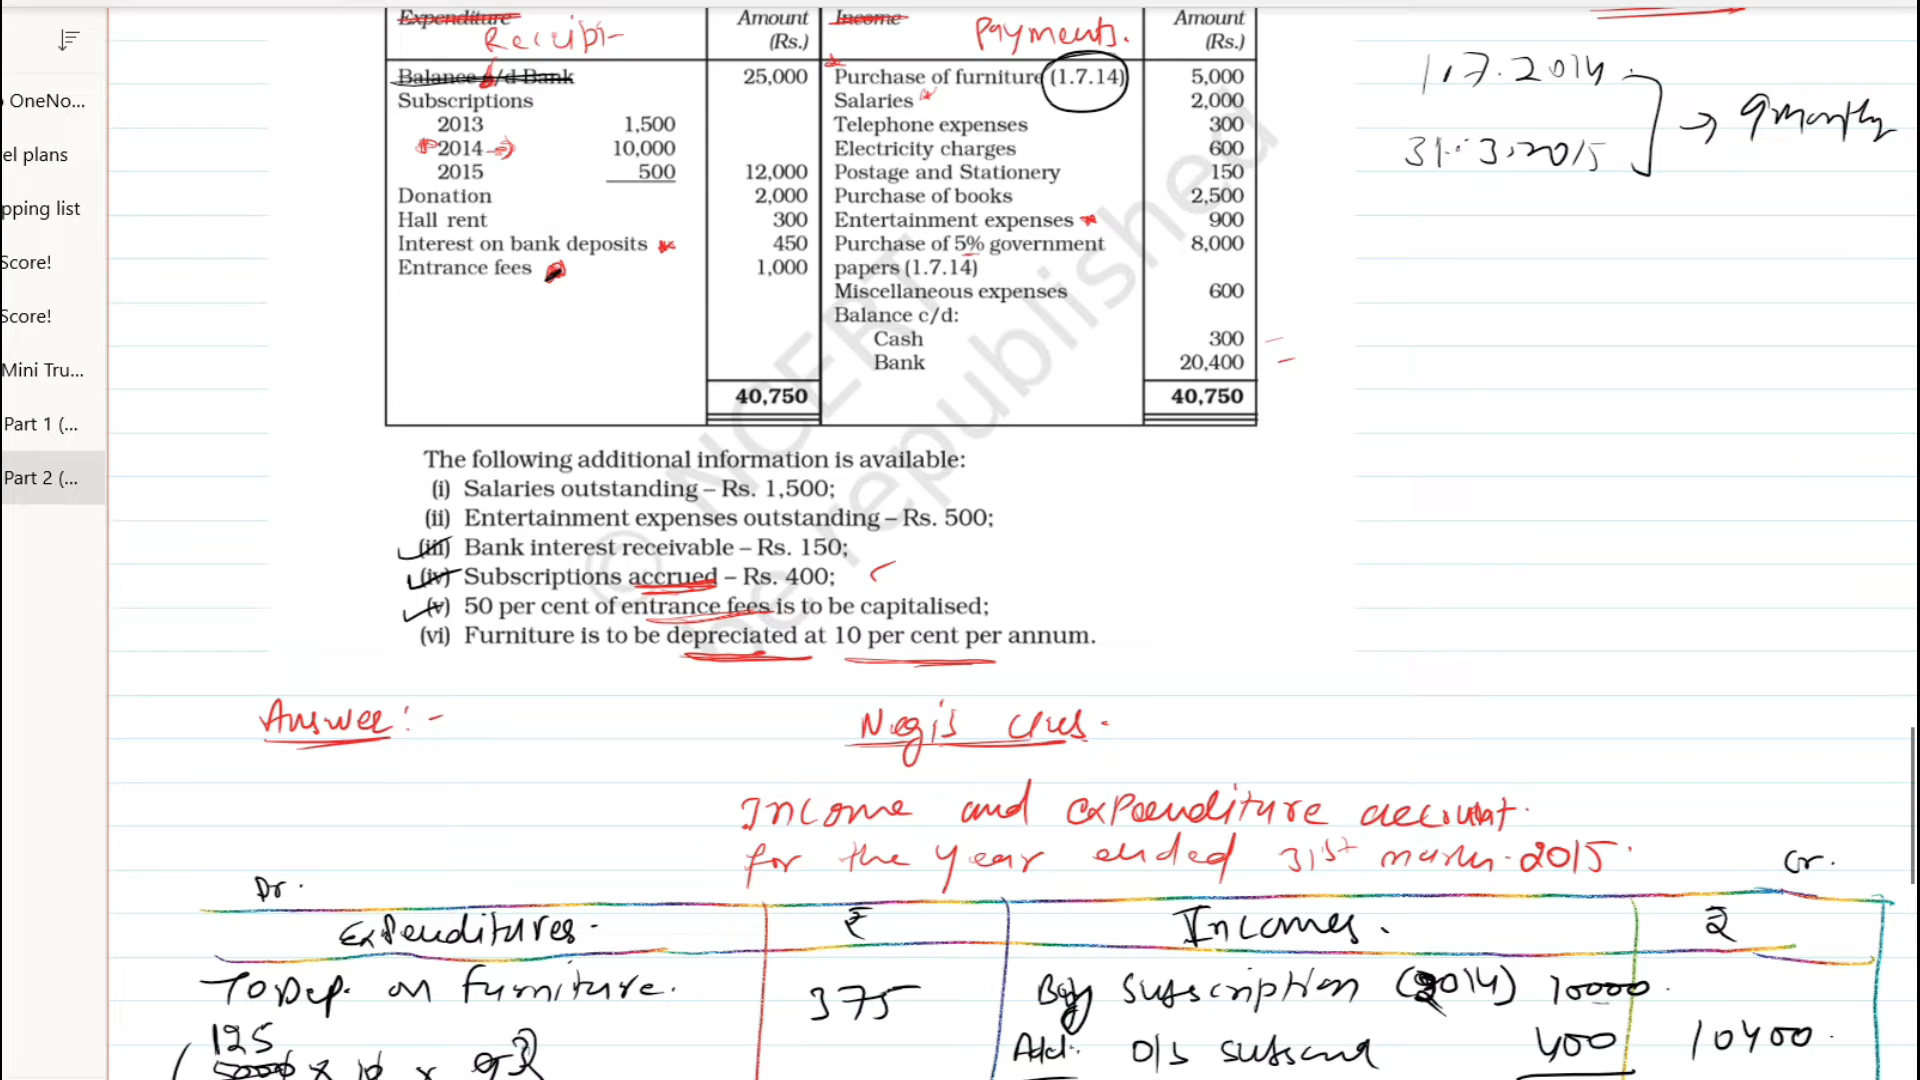 Expenditure Amount Income Amount
Receipt (Rs.) Payments. (Rs.)
Balance b/d Bank 25,000 Purchase of furniture (1.7.14) 5,000
Subscriptions Salaries 2,000
2013 1,500 Telephone expenses 300
2014 10,000 Electricity charges 600
2015 500 12,000 Postage and Stationery 150
Donation 2,000 Purchase of books 2,500
Hall rent 300 Entertainment expenses 900
Interest on bank deposits 450 Purchase of 5% government 8,000
Entrance fees 1,000 papers (1.7.14)
Miscellaneous expenses 600
Balance c/d:
Cash 300
Bank 20,400
40,750 40,750
1.7.2014
31.3.2015 → 9 months
OneNo...
el plans
pping list
Score!
Score!
Mini Tru...
Part 1 (...
Part 2 (...
© NCERT
be republished
The following additional information is available:
(i) Salaries outstanding – Rs. 1,500;
(ii) Entertainment expenses outstanding – Rs. 500;
(iii) Bank interest receivable – Rs. 150;
(iv) Subscriptions accrued – Rs. 400;
(v) 50 per cent of entrance fees is to be capitalised;
(vi) Furniture is to be depreciated at 10 per cent per annum.
Answer:-
Income and expenditure account.
for the year ended 31st march-2015.
Dr. Cr.
Expenditures. ₹ Incomes. ₹
To Dep. on furniture. 375 By Subscription (2014) 10000
125 Add: O/s 400 10400.
5000 x 10 x 9